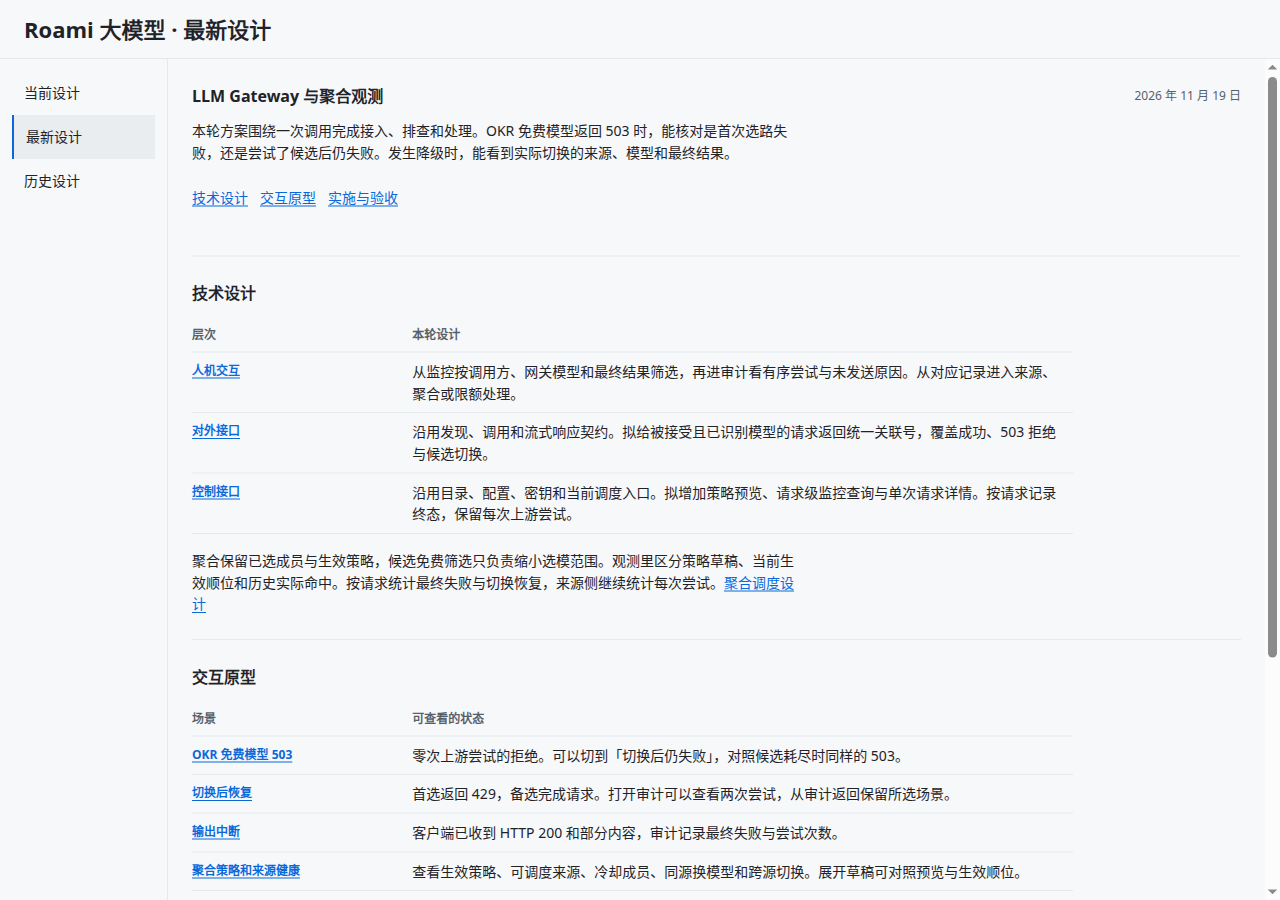 Roami 大模型 · 最新设计
当前设计
最新设计
历史设计
LLM Gateway 与聚合观测
2026 年 11 月 19 日
本轮方案围绕一次调用完成接入、排查和处理。OKR 免费模型返回 503 时，能核对是首次选路失
败，还是尝试了候选后仍失败。发生降级时，能看到实际切换的来源、模型和最终结果。
技术设计 交互原型 实施与验收
技术设计
层次 本轮设计
人机交互 从监控按调用方、网关模型和最终结果筛选，再进审计看有序尝试与未发送原因。从对应记录进入来源、
聚合或限额处理。
对外接口 沿用发现、调用和流式响应契约。拟给被接受且已识别模型的请求返回统一关联号，覆盖成功、503 拒绝
与候选切换。
控制接口 沿用目录、配置、密钥和当前调度入口。拟增加策略预览、请求级监控查询与单次请求详情。按请求记录
终态，保留每次上游尝试。
聚合保留已选成员与生效策略，候选免费筛选只负责缩小选模范围。观测里区分策略草稿、当前生
效顺位和历史实际命中。按请求统计最终失败与切换恢复，来源侧继续统计每次尝试。聚合调度设
计
交互原型
场景 可查看的状态
OKR 免费模型 503 零次上游尝试的拒绝。可以切到「切换后仍失败」，对照候选耗尽时同样的 503。
切换后恢复 首选返回 429，备选完成请求。打开审计可以查看两次尝试，从审计返回保留所选场景。
输出中断 客户端已收到 HTTP 200 和部分内容，审计记录最终失败与尝试次数。
聚合策略和来源健康 查看生效策略、可调度来源、冷却成员、同源换模型和跨源切换。展开草稿可对照预览与生效顺位。